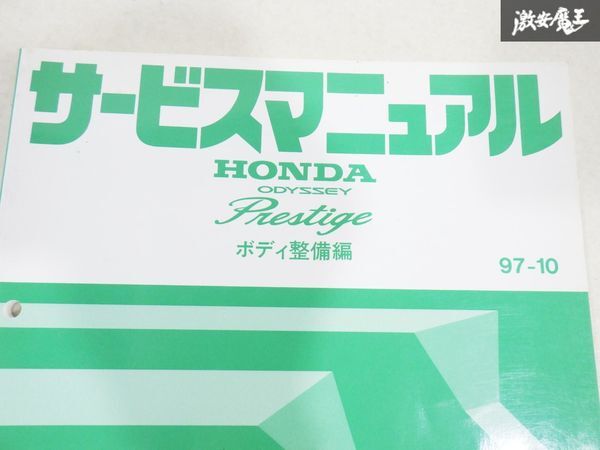 激安魔王
サービスマニュアル
HONDA
ODYSSEY
Prestige
ボディ整備編
97-10